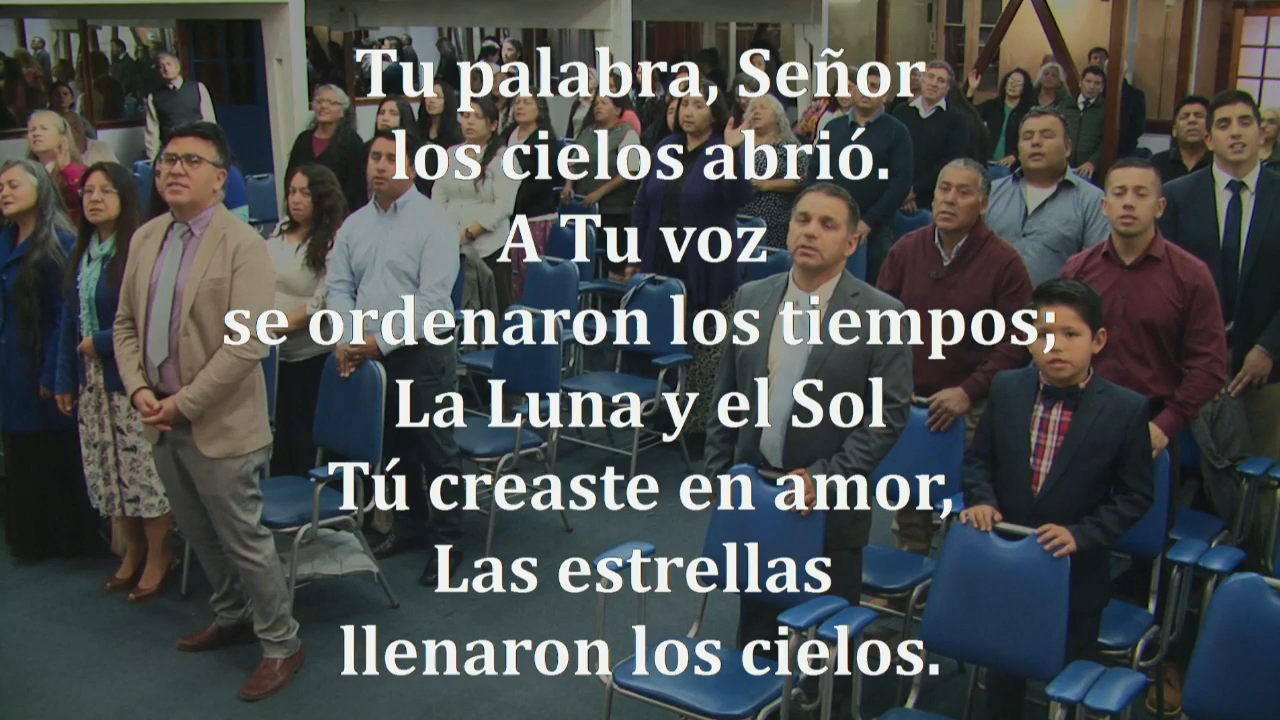 Tu palabra, Señor
los cielos abrió.
A Tu voz
se ordenaron los tiempos;
La Luna y el Sol
Tú creaste en amor,
Las estrellas
llenaron los cielos.